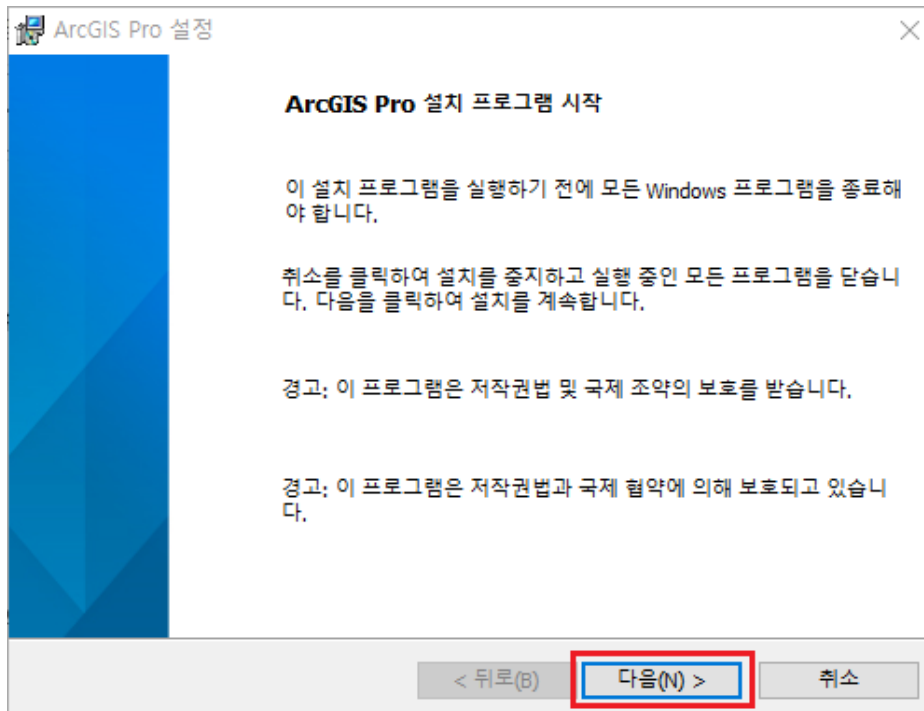 ArcGIS Pro 설정
ArcGIS Pro 설치 프로그램 시작
이 설치 프로그램을 실행하기 전에 모든 Windows 프로그램을 종료해
야 합니다.
취소를 클릭하여 설치를 중지하고 실행 중인 모든 프로그램을 닫습니
다. 다음을 클릭하여 설치를 계속합니다.
경고: 이 프로그램은 저작권법 및 국제 조약의 보호를 받습니다.
경고: 이 프로그램은 저작권법과 국제 협약에 의해 보호되고 있습니
다.
< 뒤로(B) 다음(N) > 취소